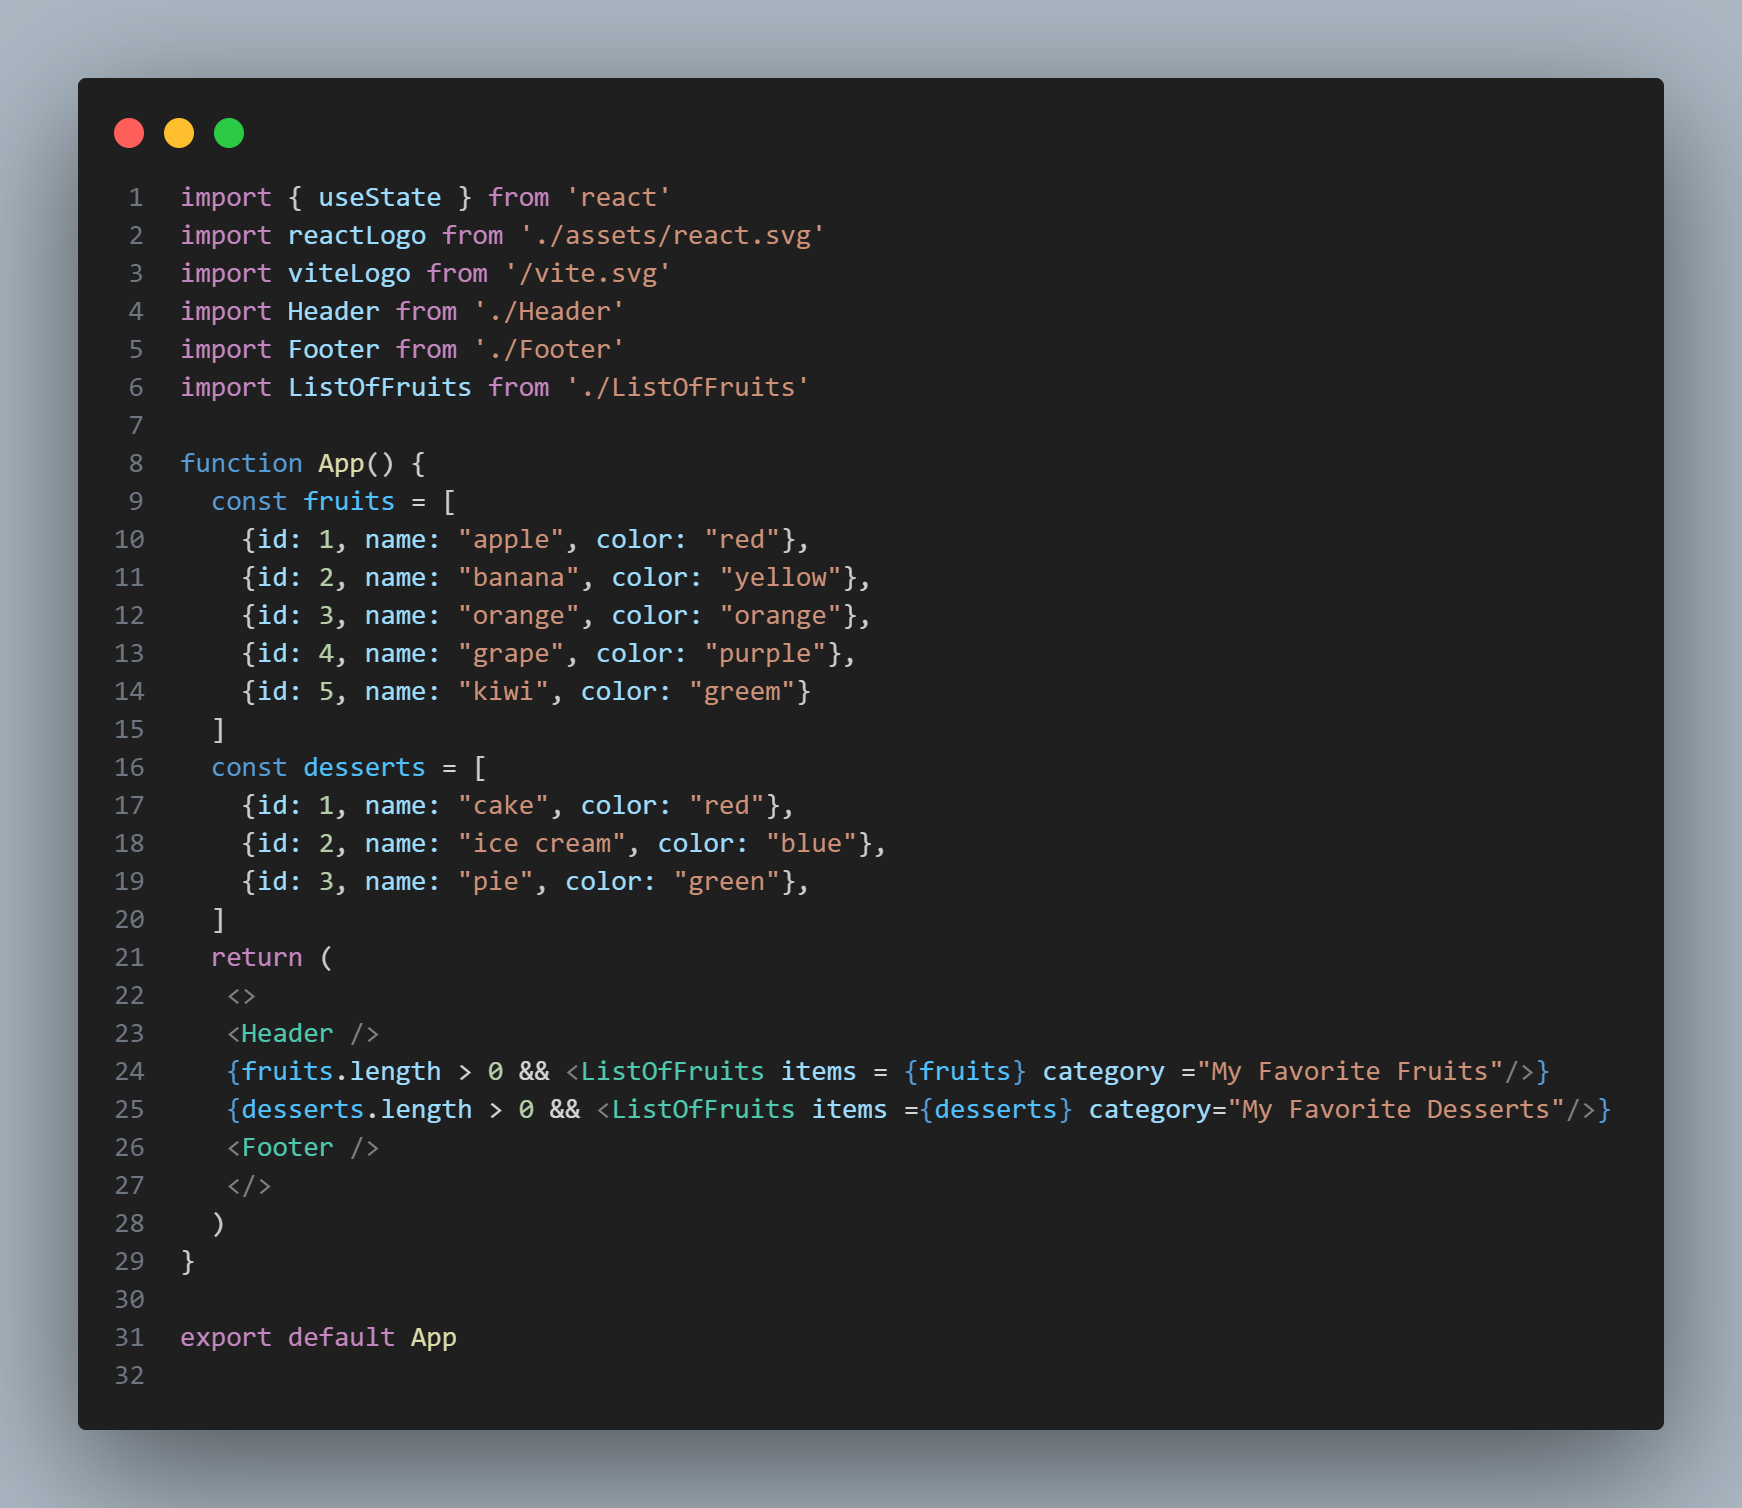 1 import { useState } from 'react'
2 import reactLogo from './assets/react.svg'
3 import viteLogo from '/vite.svg'
4 import Header from './Header'
5 import Footer from './Footer'
6 import ListOfFruits from './ListOfFruits'
7
8 function App() {
9   const fruits = [
10     {id: 1, name: "apple", color: "red"},
11     {id: 2, name: "banana", color: "yellow"},
12     {id: 3, name: "orange", color: "orange"},
13     {id: 4, name: "grape", color: "purple"},
14     {id: 5, name: "kiwi", color: "greem"}
15   ]
16   const desserts = [
17     {id: 1, name: "cake", color: "red"},
18     {id: 2, name: "ice cream", color: "blue"},
19     {id: 3, name: "pie", color: "green"},
20   ]
21   return (
22    <>
23    <Header />
24    {fruits.length > 0 && <ListOfFruits items = {fruits} category ="My Favorite Fruits"/>}
25    {desserts.length > 0 && <ListOfFruits items ={desserts} category="My Favorite Desserts"/>}
26    <Footer />
27    </>
28   )
29 }
30
31 export default App
32